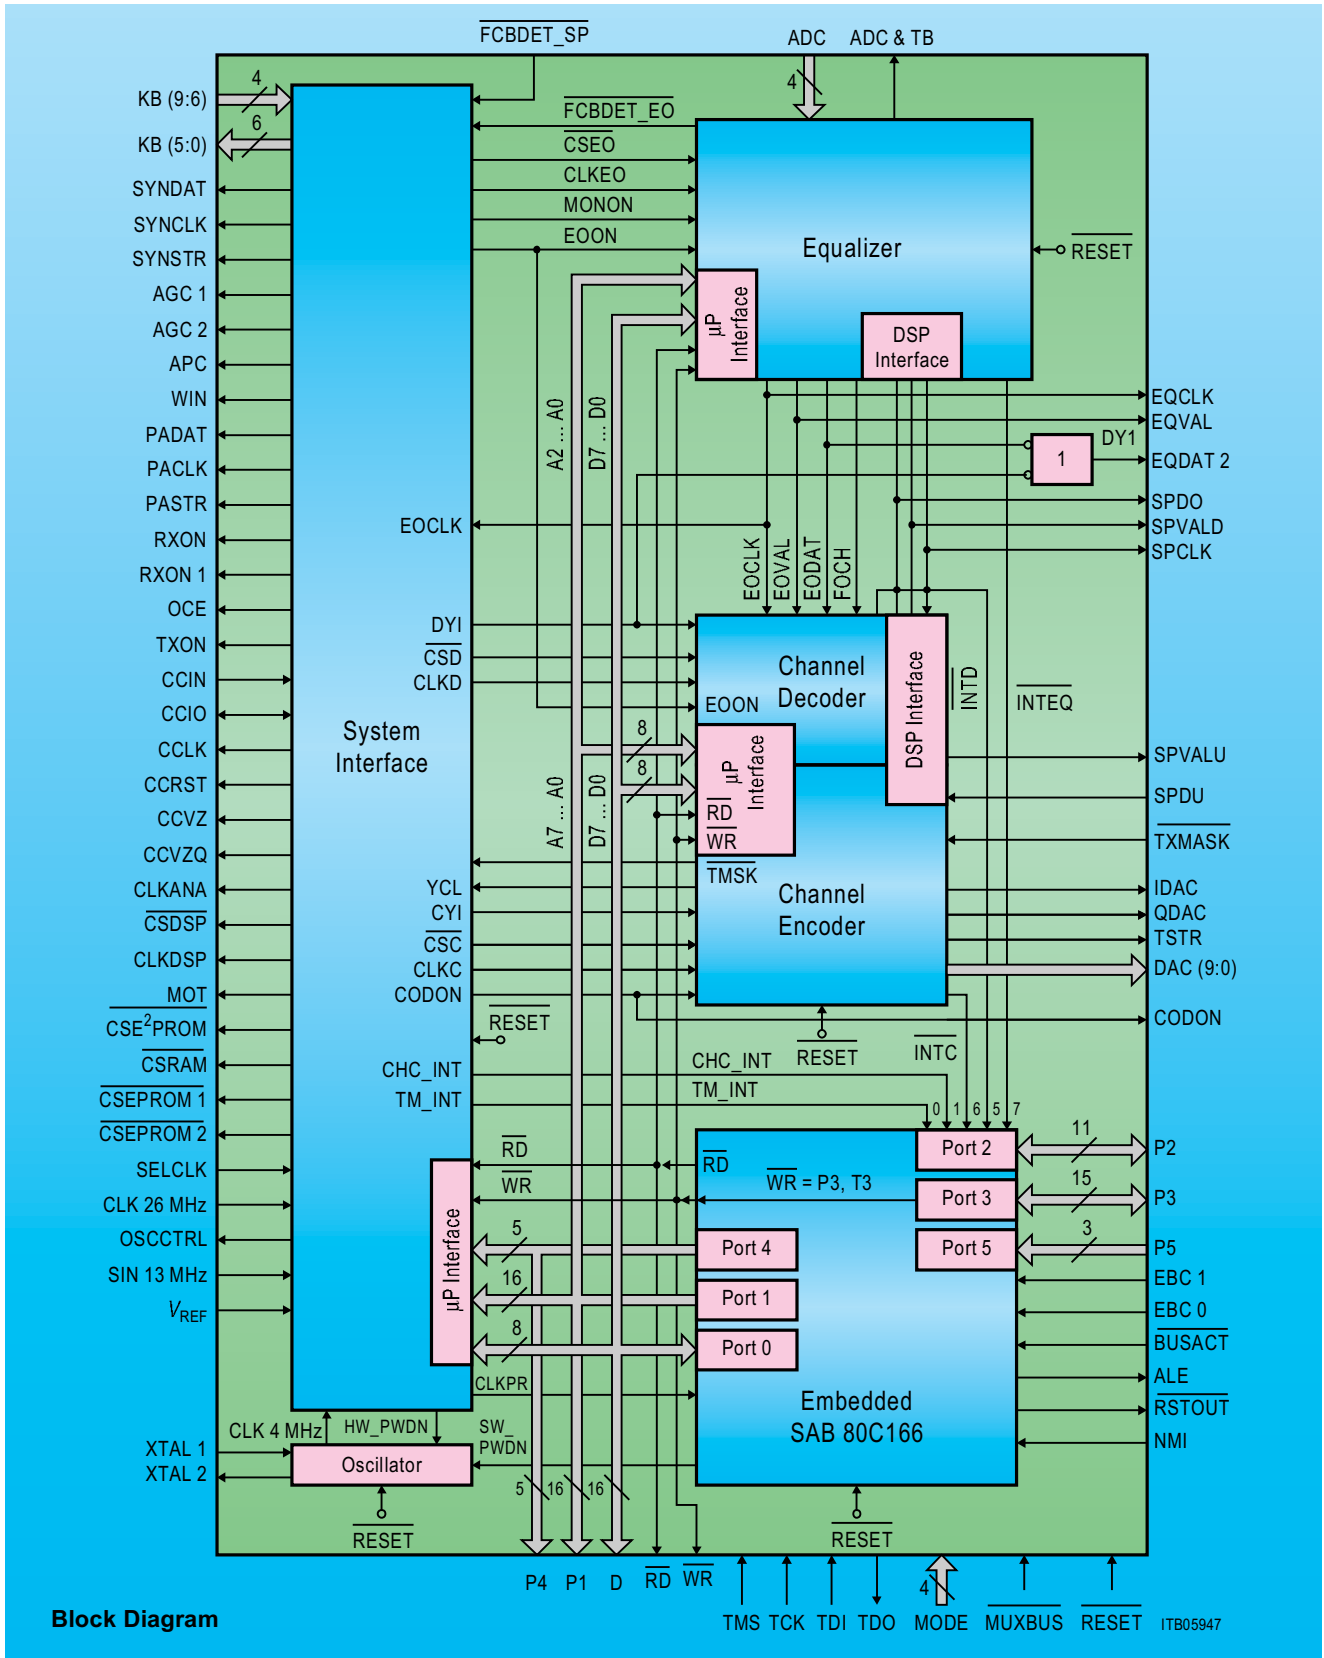 FCBDET_SP
ADC
ADC & TB
KB (9:6)
4
4
KB (5:0)
6
FCBDET_EO
CSEO
CLKEO
MONON
EOON
SYNDAT
SYNCLK
SYNSTR
AGC 1
AGC 2
APC
WIN
PADAT
PACLK
PASTR
RXON
RXON 1
OCE
TXON
CCIN
CCIO
CCLK
CCRST
CCVZ
CCVZQ
CLKANA
CSDSP
CLKDSP
MOT
CSE²PROM
CSRAM
CSEPROM 1
CSEPROM 2
SELCLK
CLK 26 MHz
OSCCTRL
SIN 13 MHz
VREF
XTAL 1
XTAL 2
System
Interface
Equalizer
RESET
µP
Interface
DSP
Interface
A2 ... A0
D7 ... D0
EQCLK
EQVAL
DY1
1
EQDAT 2
SPDO
SPVALD
SPCLK
EOCLK
EOCLK
EOVAL
EODAT
FOCH
DYI
CSD
CLKD
EOON
Channel
Decoder
DSP Interface
INTD
INTEQ
8
8
µP
Interface
RD
WR
A7 ... A0
D7 ... D0
SPVALU
SPDU
TXMASK
TMSK
YCL
CYI
CSC
CLKC
CODON
Channel
Encoder
IDAC
QDAC
TSTR
DAC (9:0)
CODON
RESET
RESET
INTC
CHC_INT
CHC_INT
TM_INT
TM_INT
0 1 6 5 7
RD
WR
RD
WR = P3, T3
Port 2
11
P2
Port 3
15
P3
Port 5
3
P5
µP Interface
5
Port 4
16
Port 1
8
Port 0
EBC 1
EBC 0
BUSACT
ALE
RSTOUT
NMI
CLKPR
Embedded
SAB 80C166
CLK 4 MHz
HW_PWDN
SW_
PWDN
Oscillator
RESET
5
16
16
RESET
P4
P1
D
RD
WR
4
TMS
TCK
TDI
TDO
MODE
MUXBUS
RESET
ITB05947
Block Diagram